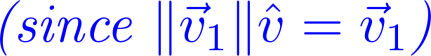 (since ‖v⃗₁‖v̂ = v⃗₁)